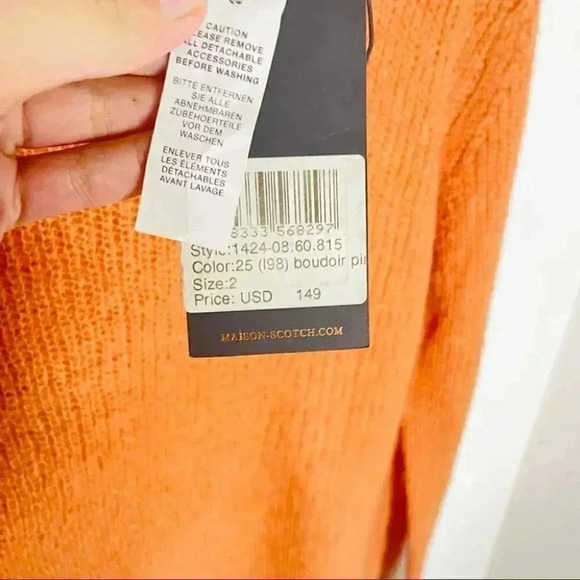 CAUTION
PLEASE REMOVE
ALL DETACHABLE
ACCESSORIES
BEFORE WASHING
BITTE ENTFERNEN
SIE ALLE
ABNEHMBAREN
ZUBEHOERTEILE
VOR DEM
WASCHEN
ENLEVER TOUS
LES ÉLÉMENTS
DÉTACHABLES
AVANT LAVAGE
8333 568297
Style:1424-08.60.815
Color:25 (I98) boudoir pin
Size:2
Price: USD 149
MAISON-SCOTCH.COM